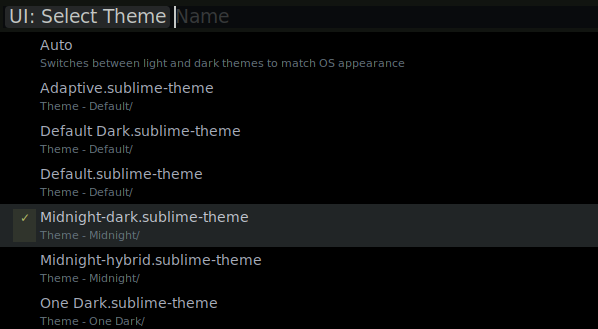 UI: Select Theme Name
Auto
Switches between light and dark themes to match OS appearance
Adaptive.sublime-theme
Theme - Default/
Default Dark.sublime-theme
Theme - Default/
Default.sublime-theme
Theme - Default/
✓ Midnight-dark.sublime-theme
Theme - Midnight/
Midnight-hybrid.sublime-theme
Theme - Midnight/
One Dark.sublime-theme
Theme - One Dark/